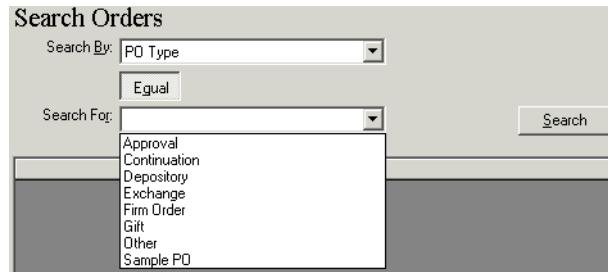 Search Orders
Search By: PO Type
Equal
Search For:
Search
Approval
Continuation
Depository
Exchange
Firm Order
Gift
Other
Sample PO